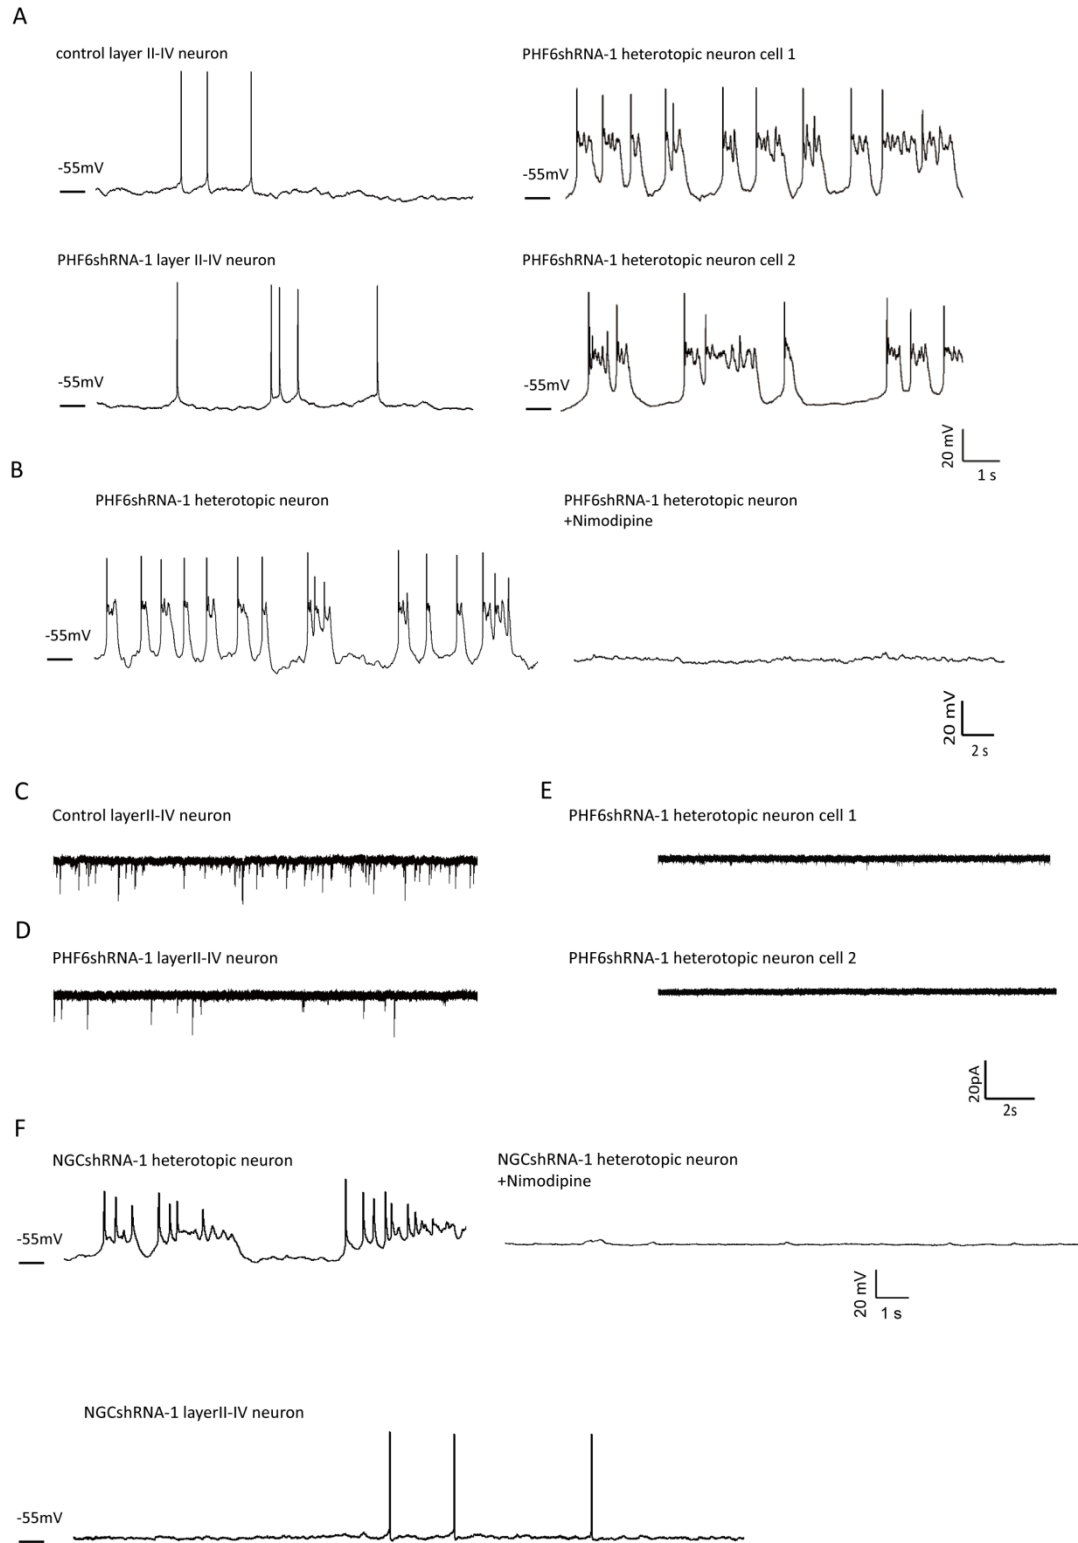 A
control layer II-IV neuron
PHF6shRNA-1 heterotopic neuron cell 1
-55mV
-55mV
PHF6shRNA-1 layer II-IV neuron
PHF6shRNA-1 heterotopic neuron cell 2
-55mV
-55mV
20 mV
1 s
B
PHF6shRNA-1 heterotopic neuron
PHF6shRNA-1 heterotopic neuron
+Nimodipine
-55mV
20 mV
2 s
C
E
Control layerII-IV neuron
PHF6shRNA-1 heterotopic neuron cell 1
D
PHF6shRNA-1 layerII-IV neuron
PHF6shRNA-1 heterotopic neuron cell 2
20pA
2s
F
NGCshRNA-1 heterotopic neuron
NGCshRNA-1 heterotopic neuron
+Nimodipine
-55mV
20 mV
1 s
NGCshRNA-1 layerII-IV neuron
-55mV